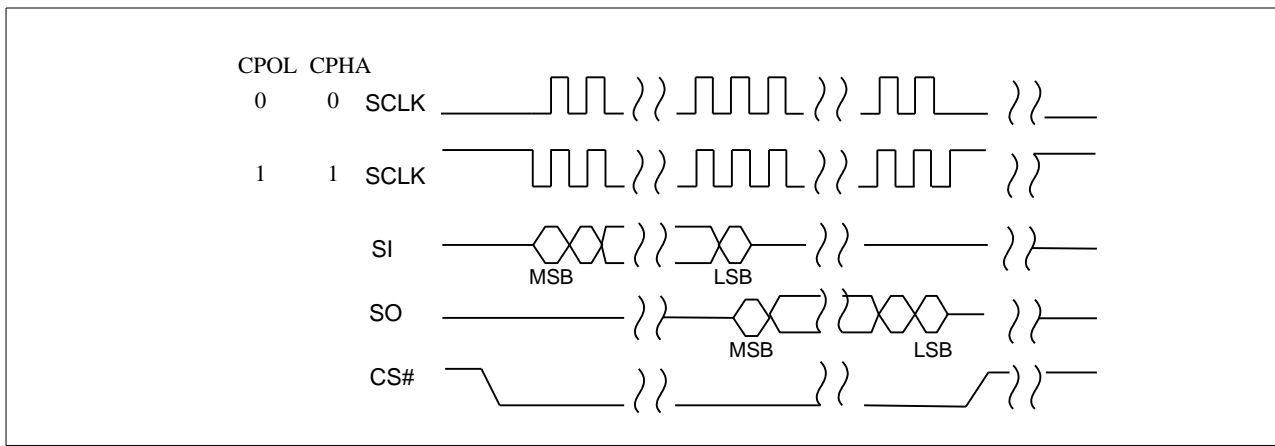 CPOL CPHA
0 0 SCLK
1 1 SCLK
SI
MSB LSB
SO
MSB LSB
CS#